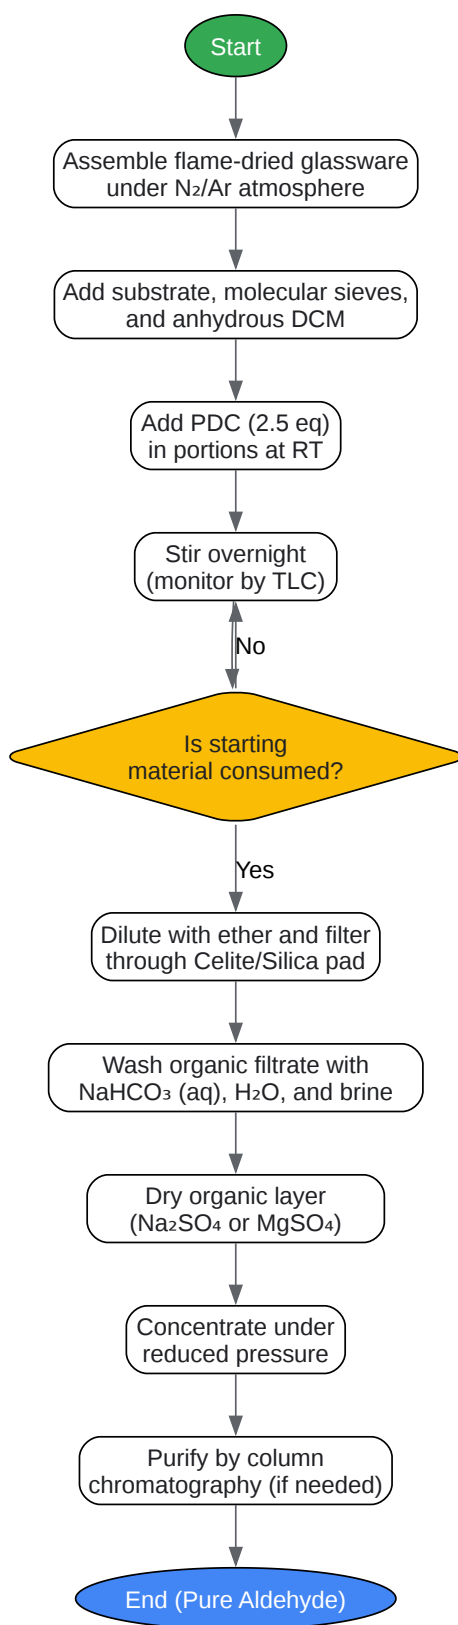 Start
Assemble flame-dried glassware
under N₂/Ar atmosphere
Add substrate, molecular sieves,
and anhydrous DCM
Add PDC (2.5 eq)
in portions at RT
Stir overnight
(monitor by TLC)
No
Is starting
material consumed?
Yes
Dilute with ether and filter
through Celite/Silica pad
Wash organic filtrate with
NaHCO₃ (aq), H₂O, and brine
Dry organic layer
(Na₂SO₄ or MgSO₄)
Concentrate under
reduced pressure
Purify by column
chromatography (if needed)
End (Pure Aldehyde)